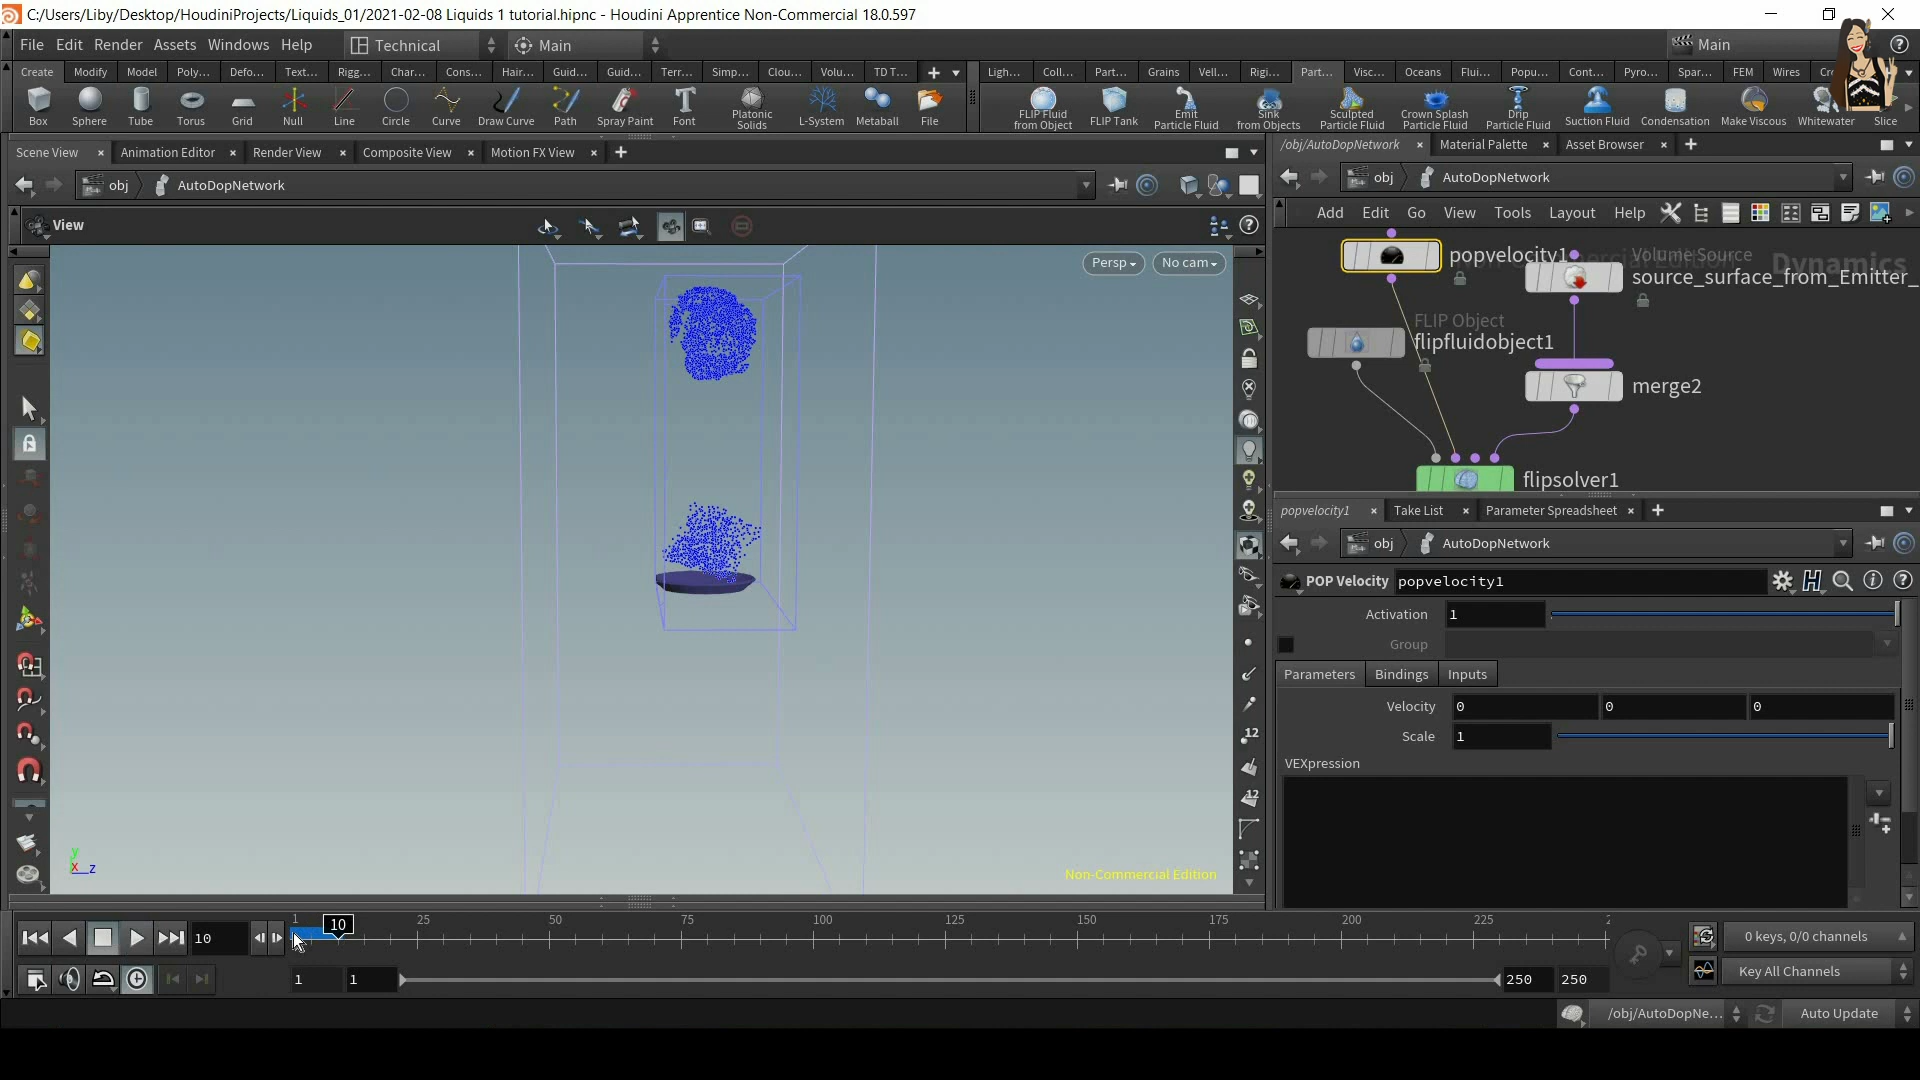 C:/Users/Liby/Desktop/HoudiniProjects/Liquids_01/2021-02-08 Liquids 1 tutorial.hipnc - Houdini Apprentice Non-Commercial 18.0.597
File Edit Render Assets Windows Help Technical Main Main
Create Modify Model Poly... Defo... Text... Rigg... Char... Cons... Hair... Guid... Guid... Terr... Simp... Clou... Volu... TD T... Ligh... Coll... Part... Grains Vell... Rigi... Part... Visc... Oceans Flui... Popu... Cont... Pyro... Spar... FEM Wires
Box Sphere Tube Torus Grid Null Line Circle Curve Draw Curve Path Spray Paint Font Platonic Solids L-System Metaball File FLIP Fluid from Object FLIP Tank Emit Particle Fluid Sink from Objects Sculpted Particle Fluid Crown Splash Particle Fluid Drip Particle Fluid Suction Fluid Condensation Make Viscous Whitewater Slice
Scene View Animation Editor Render View Composite View Motion FX View
obj AutoDopNetwork
View
Persp No cam
Non-Commercial Edition
y
x z
12
12
/obj/AutoDopNetwork Material Palette Asset Browser
obj AutoDopNetwork
Add Edit Go View Tools Layout Help
popvelocity1
Volume Source
Dynamics
source_surface_from_Emitter_
FLIP Object
flipfluidobject1
merge2
flipsolver1
popvelocity1 Take List Parameter Spreadsheet
obj AutoDopNetwork
POP Velocity popvelocity1
Activation 1
Group
Parameters Bindings Inputs
Velocity 0 0 0
Scale 1
VEXpression
10 1 10 25 50 75 100 125 150 175 200 225
0 keys, 0/0 channels
1 1 250 250
Key All Channels
/obj/AutoDopNe... Auto Update